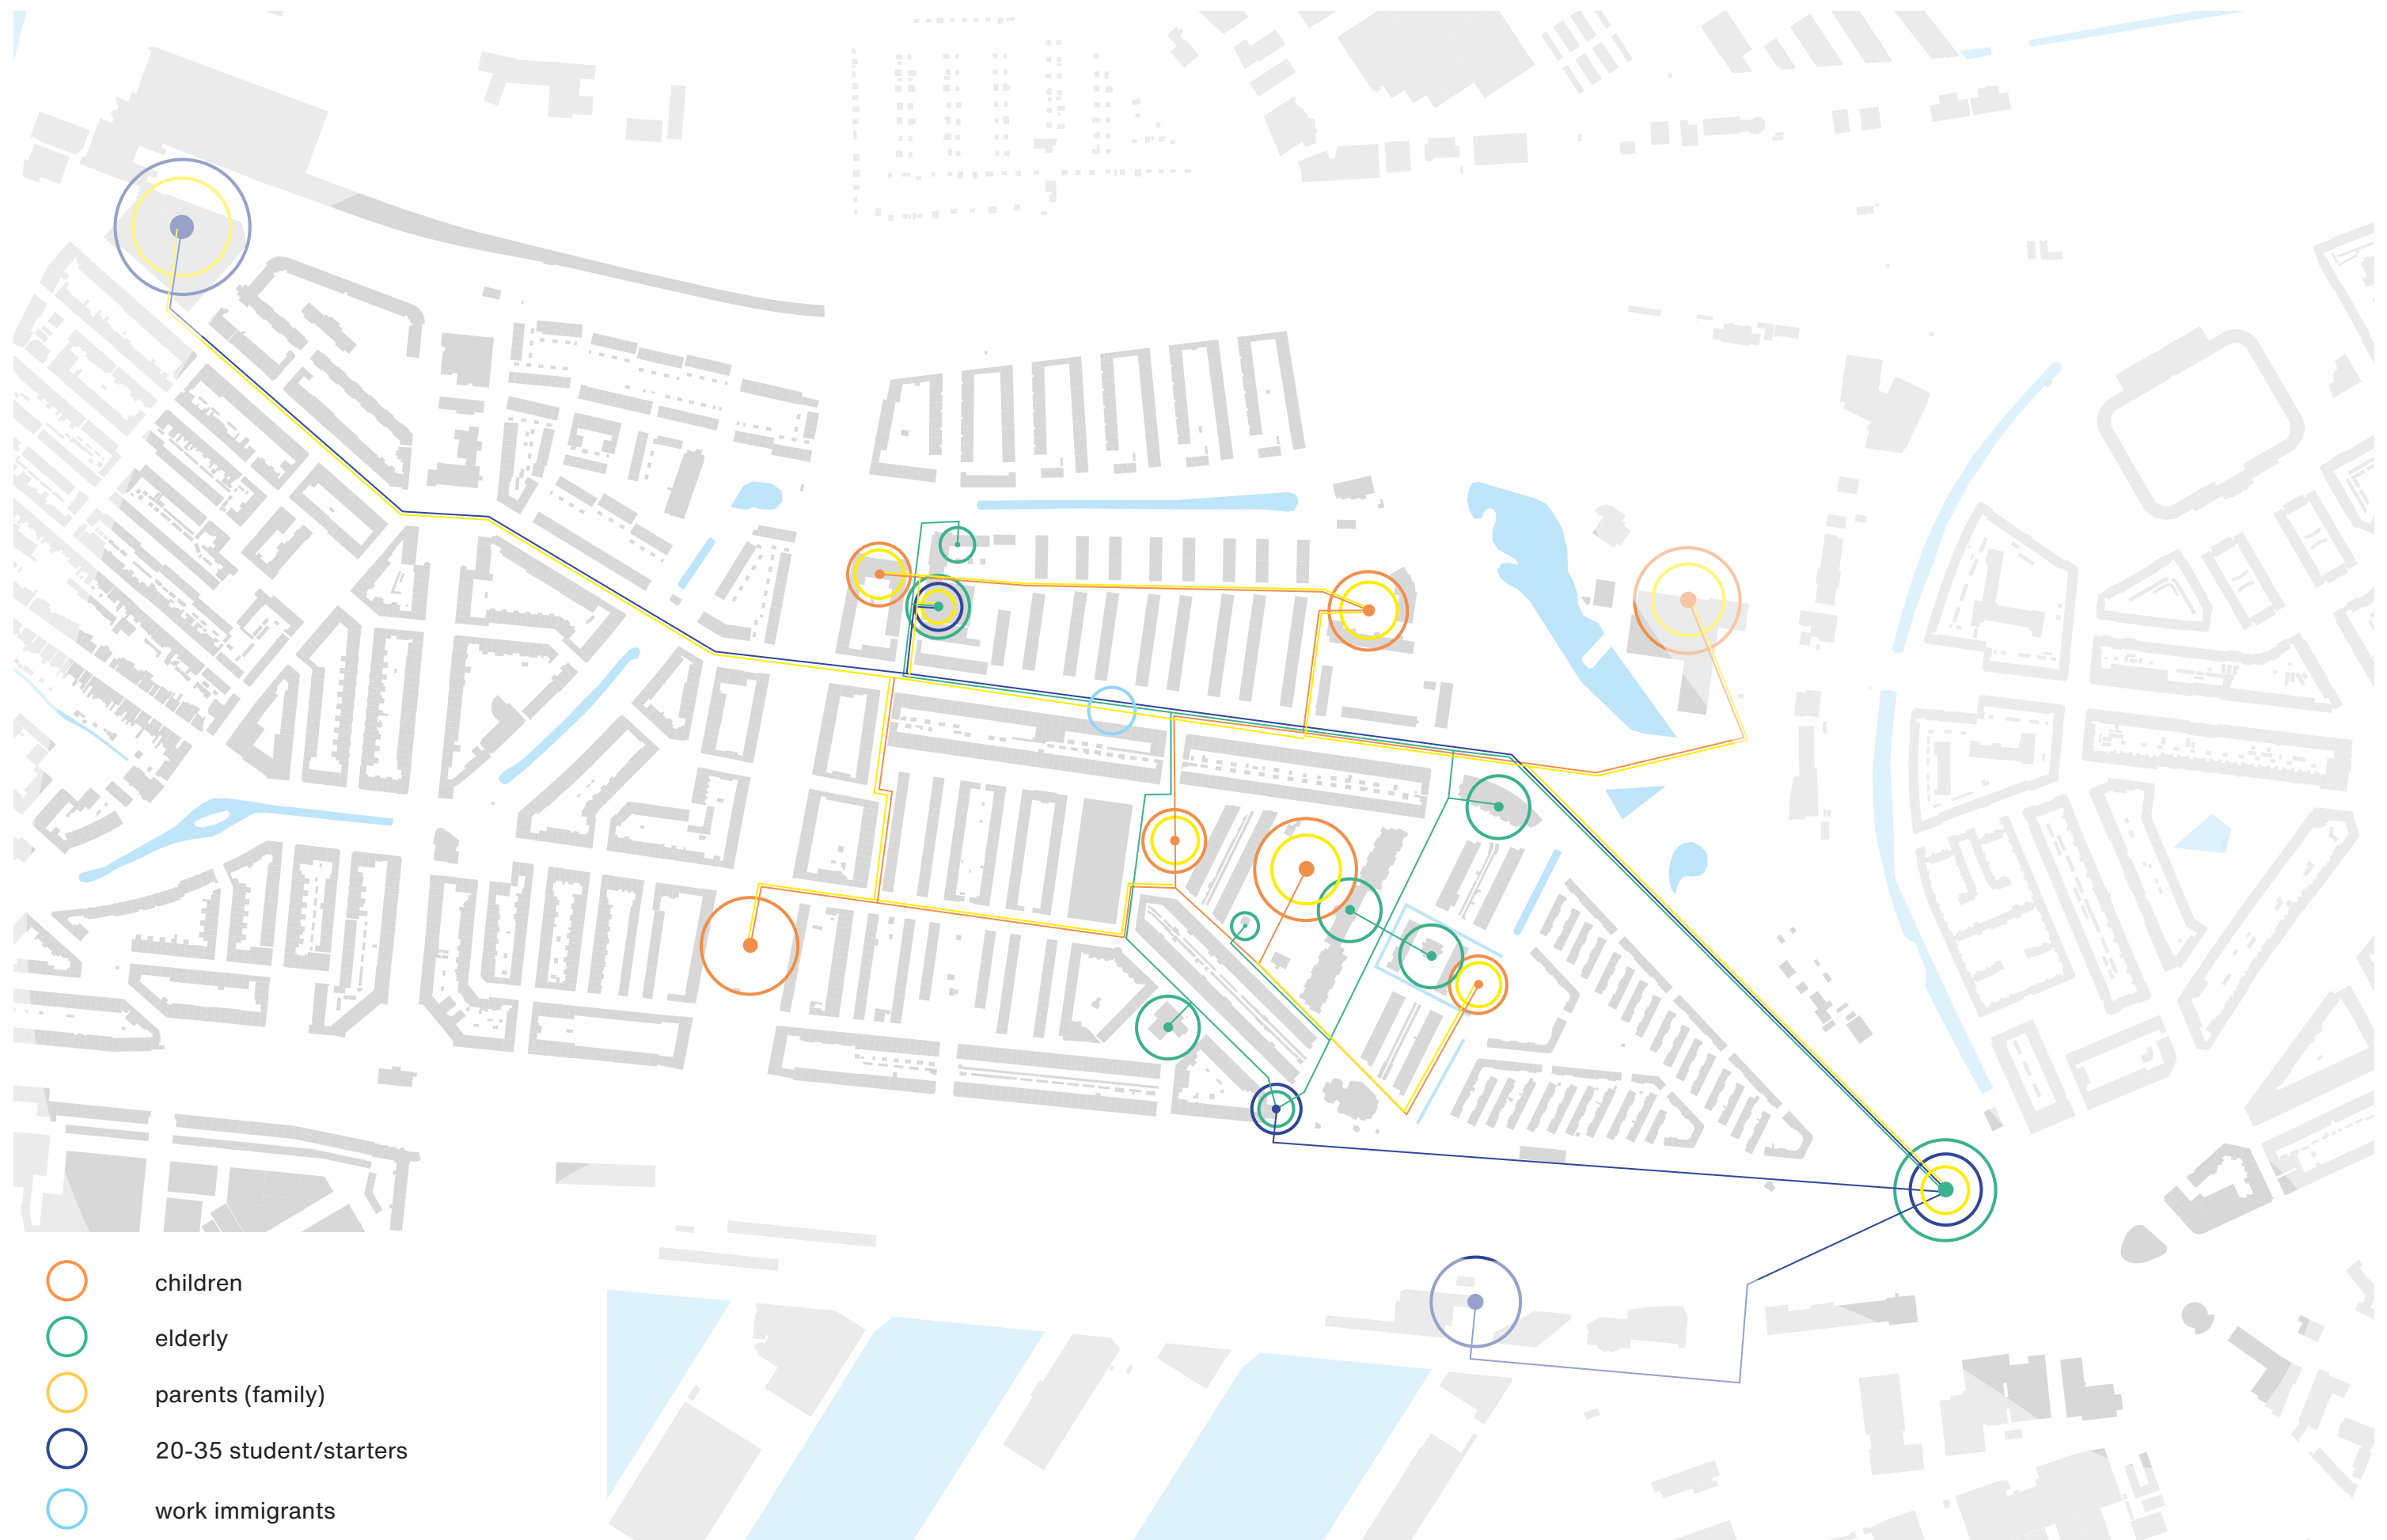 children
elderly
parents (family)
20-35 student/starters
work immigrants